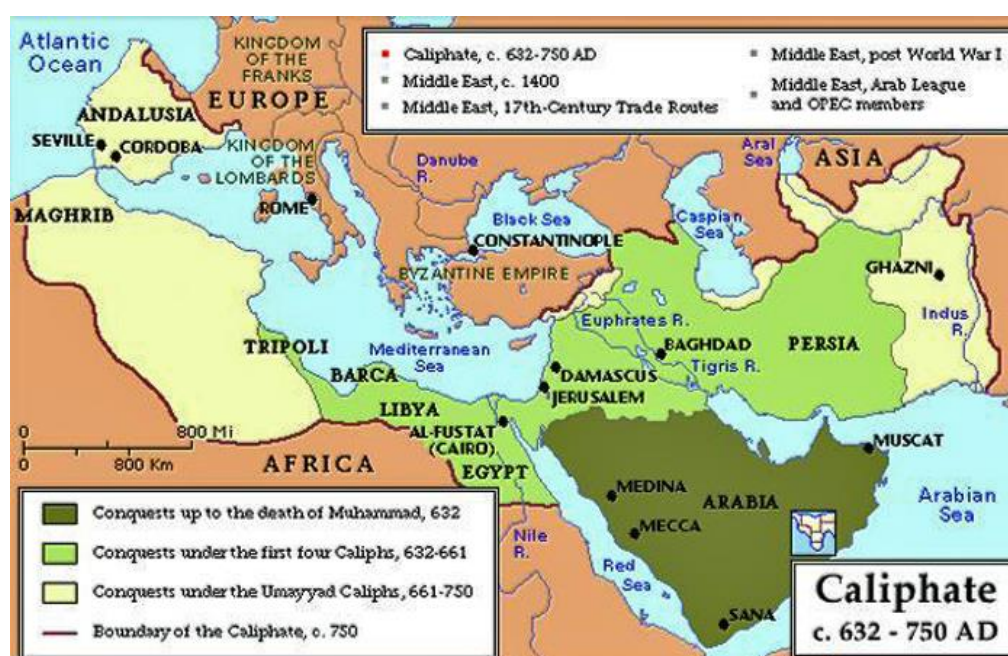 Atlantic
Ocean
KINGDOM
OF THE
FRANKS
EUROPE
Caliphate, c. 632-750 AD
Middle East, c. 1400
Middle East, 17th-Century Trade Routes
Middle East, post World War I
Middle East, Arab League
and OPEC members
ANDALUSIA
SEVILLE
CORDOBA
KINGDOM
OF THE
LOMBARDS
ROME
Danube
R.
Black Sea
CONSTANTINOPLE
BYZANTINE EMPIRE
Caspian
Sea
Aral
Sea
ASIA
MAGHRIB
GHAZNI
Indus
R.
Euphrates R.
BAGHDAD
Tigris R.
PERSIA
TRIPOLI
Mediterranean
Sea
BARCA
DAMASCUS
JERUSALEM
LIBYA
AL-FUSTAT
(CAIRO)
EGYPT
0 800 Mi
0 800 Km
AFRICA
MUSCAT
MEDINA
ARABIA
MECCA
Arabian
Sea
Nile
R.
Red
Sea
SANA
Conquests up to the death of Muhammad, 632
Conquests under the first four Caliphs, 632-661
Conquests under the Umayyad Caliphs, 661-750
Boundary of the Caliphate, c. 750
Caliphate
c. 632 - 750 AD